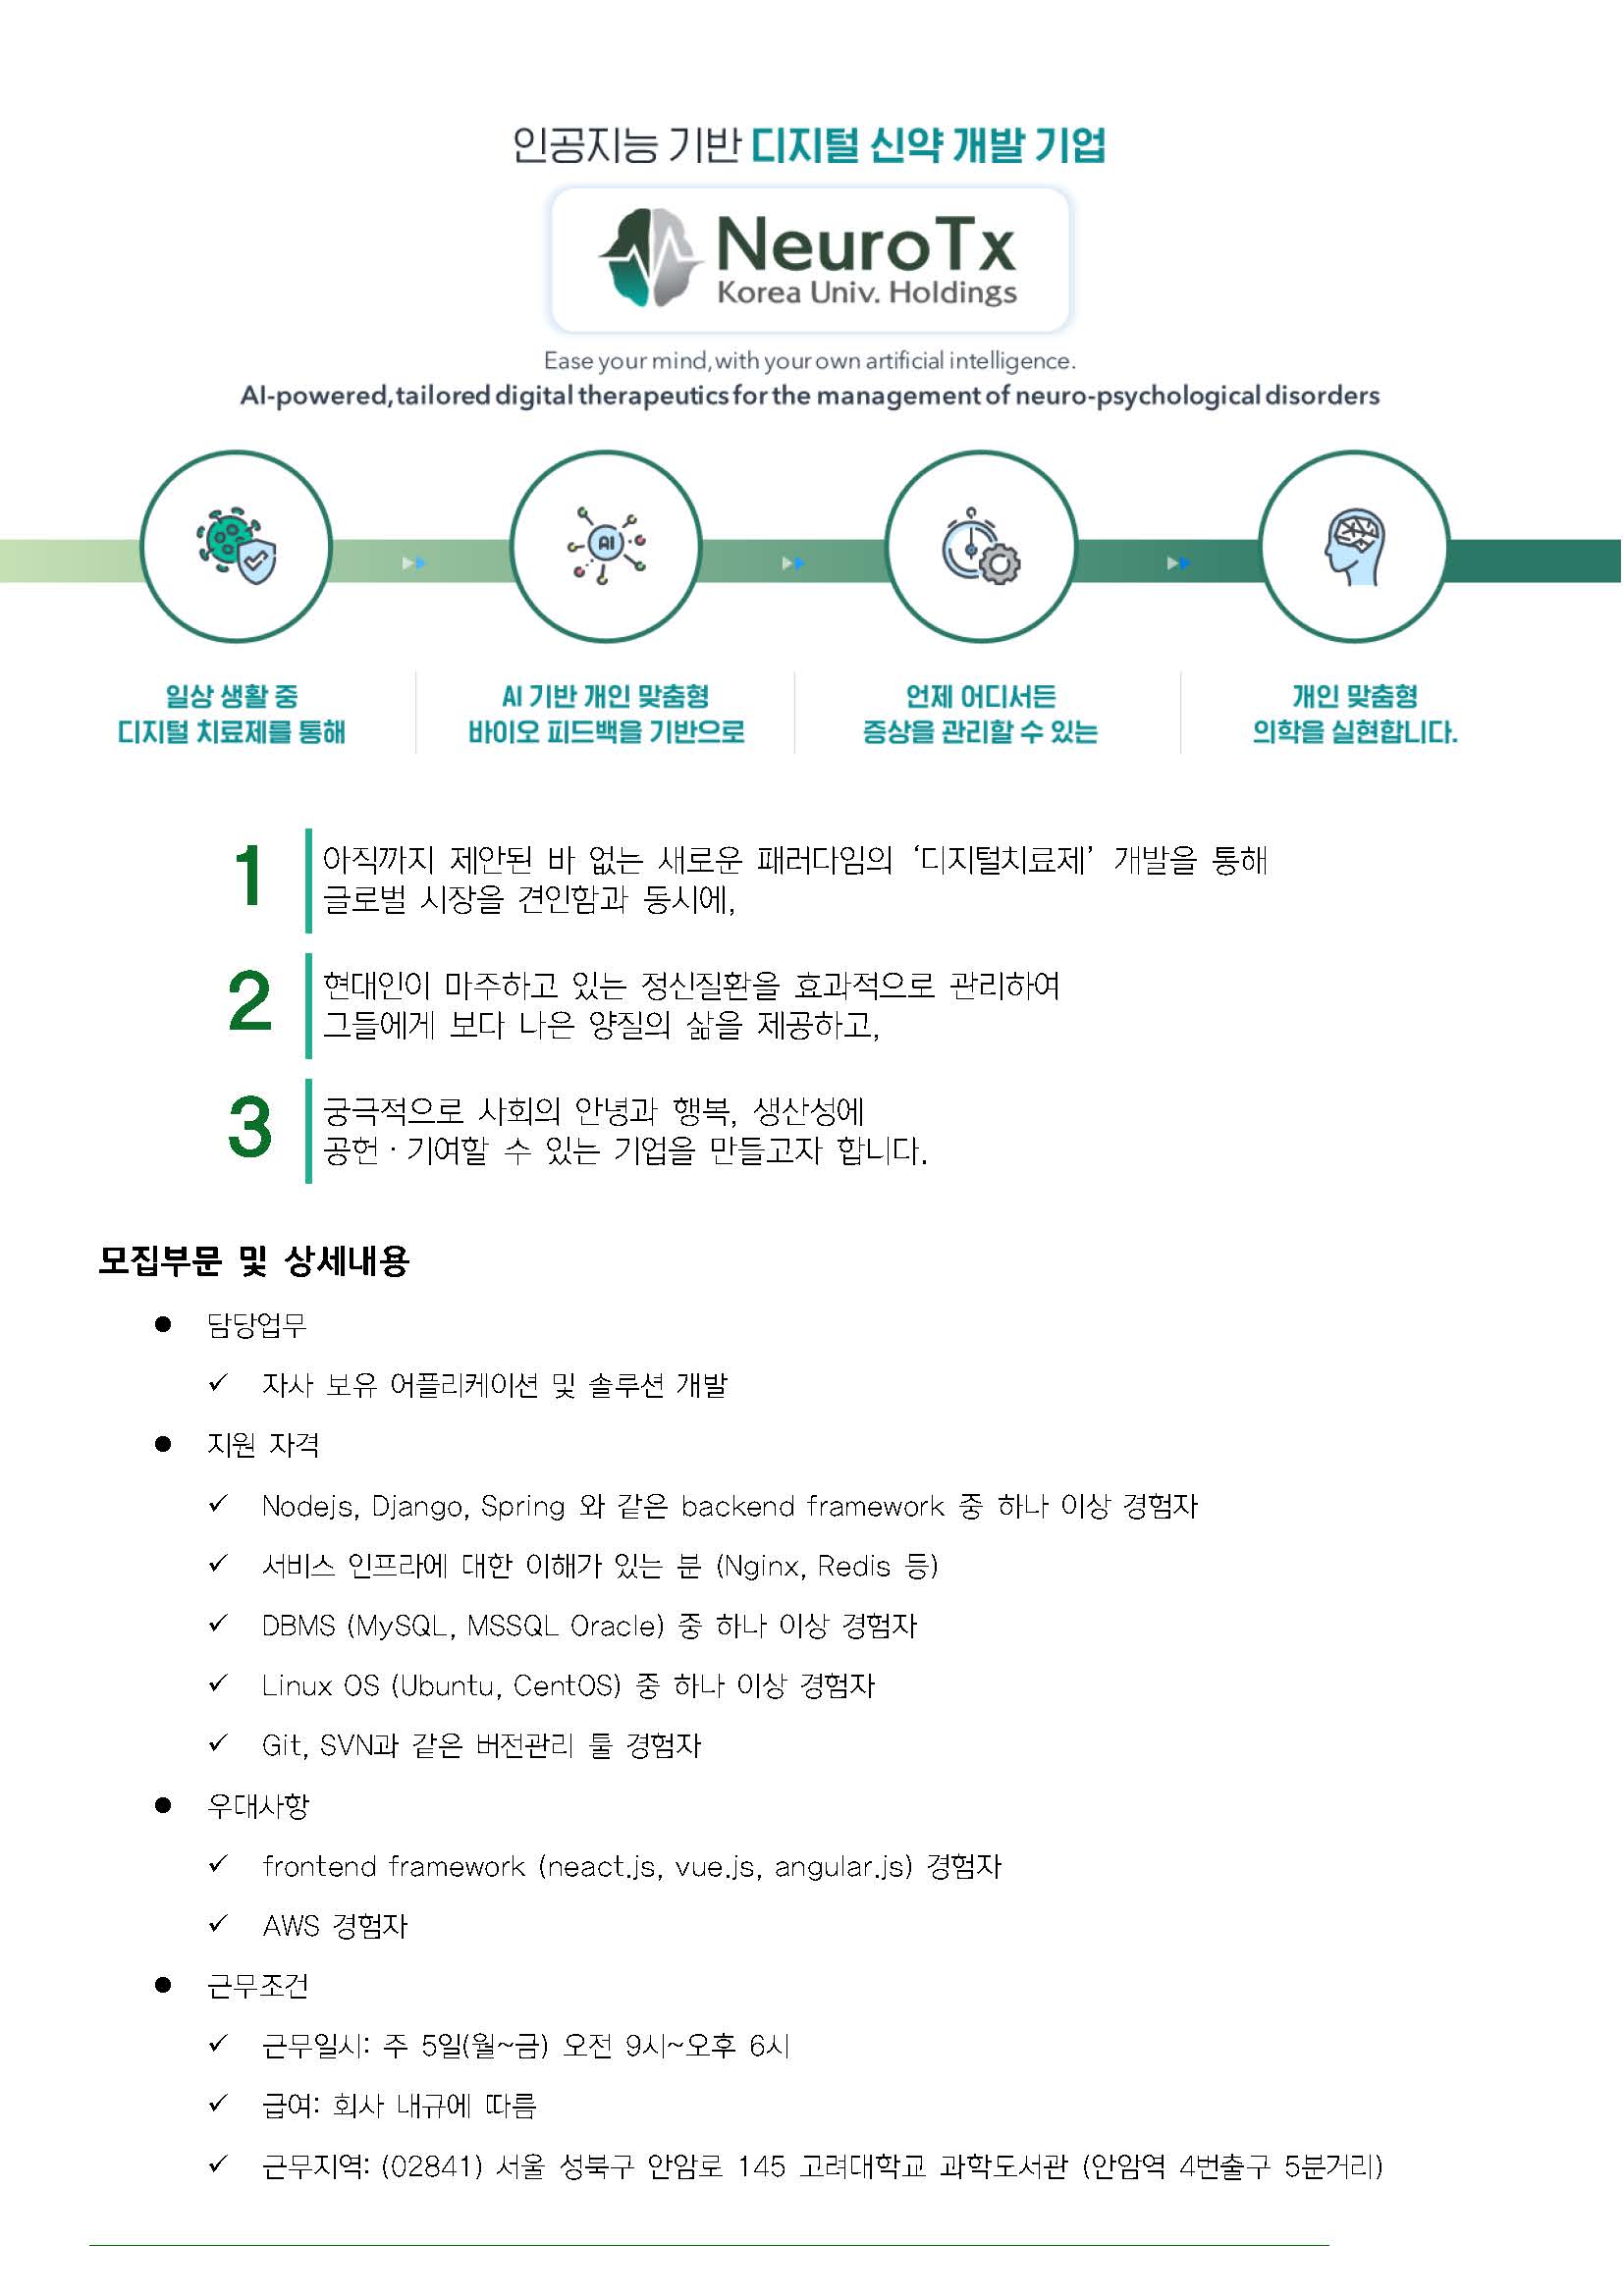 인공지능 기반 디지털 신약 개발 기업
NeuroTx
Korea Univ. Holdings
Ease your mind, with your own artificial intelligence.
AI-powered, tailored digital therapeutics for the management of neuro-psychological disorders
AI
일상 생활 중
디지털 치료제를 통해
AI 기반 개인 맞춤형
바이오 피드백을 기반으로
언제 어디서든
증상을 관리할 수 있는
개인 맞춤형
의학을 실현합니다.
1
아직까지 제안된 바 없는 새로운 패러다임의 ‘디지털치료제’ 개발을 통해
글로벌 시장을 견인함과 동시에,
2
현대인이 마주하고 있는 정신질환을 효과적으로 관리하여
그들에게 보다 나은 양질의 삶을 제공하고,
3
궁극적으로 사회의 안녕과 행복, 생산성에
공헌·기여할 수 있는 기업을 만들고자 합니다.
모집부문 및 상세내용
● 담당업무
✓ 자사 보유 어플리케이션 및 솔루션 개발
● 지원 자격
✓ Nodejs, Django, Spring 와 같은 backend framework 중 하나 이상 경험자
✓ 서비스 인프라에 대한 이해가 있는 분 (Nginx, Redis 등)
✓ DBMS (MySQL, MSSQL Oracle) 중 하나 이상 경험자
✓ Linux OS (Ubuntu, CentOS) 중 하나 이상 경험자
✓ Git, SVN과 같은 버전관리 툴 경험자
● 우대사항
✓ frontend framework (neact.js, vue.js, angular.js) 경험자
✓ AWS 경험자
● 근무조건
✓ 근무일시: 주 5일(월~금) 오전 9시~오후 6시
✓ 급여: 회사 내규에 따름
✓ 근무지역: (02841) 서울 성북구 안암로 145 고려대학교 과학도서관 (안암역 4번출구 5분거리)